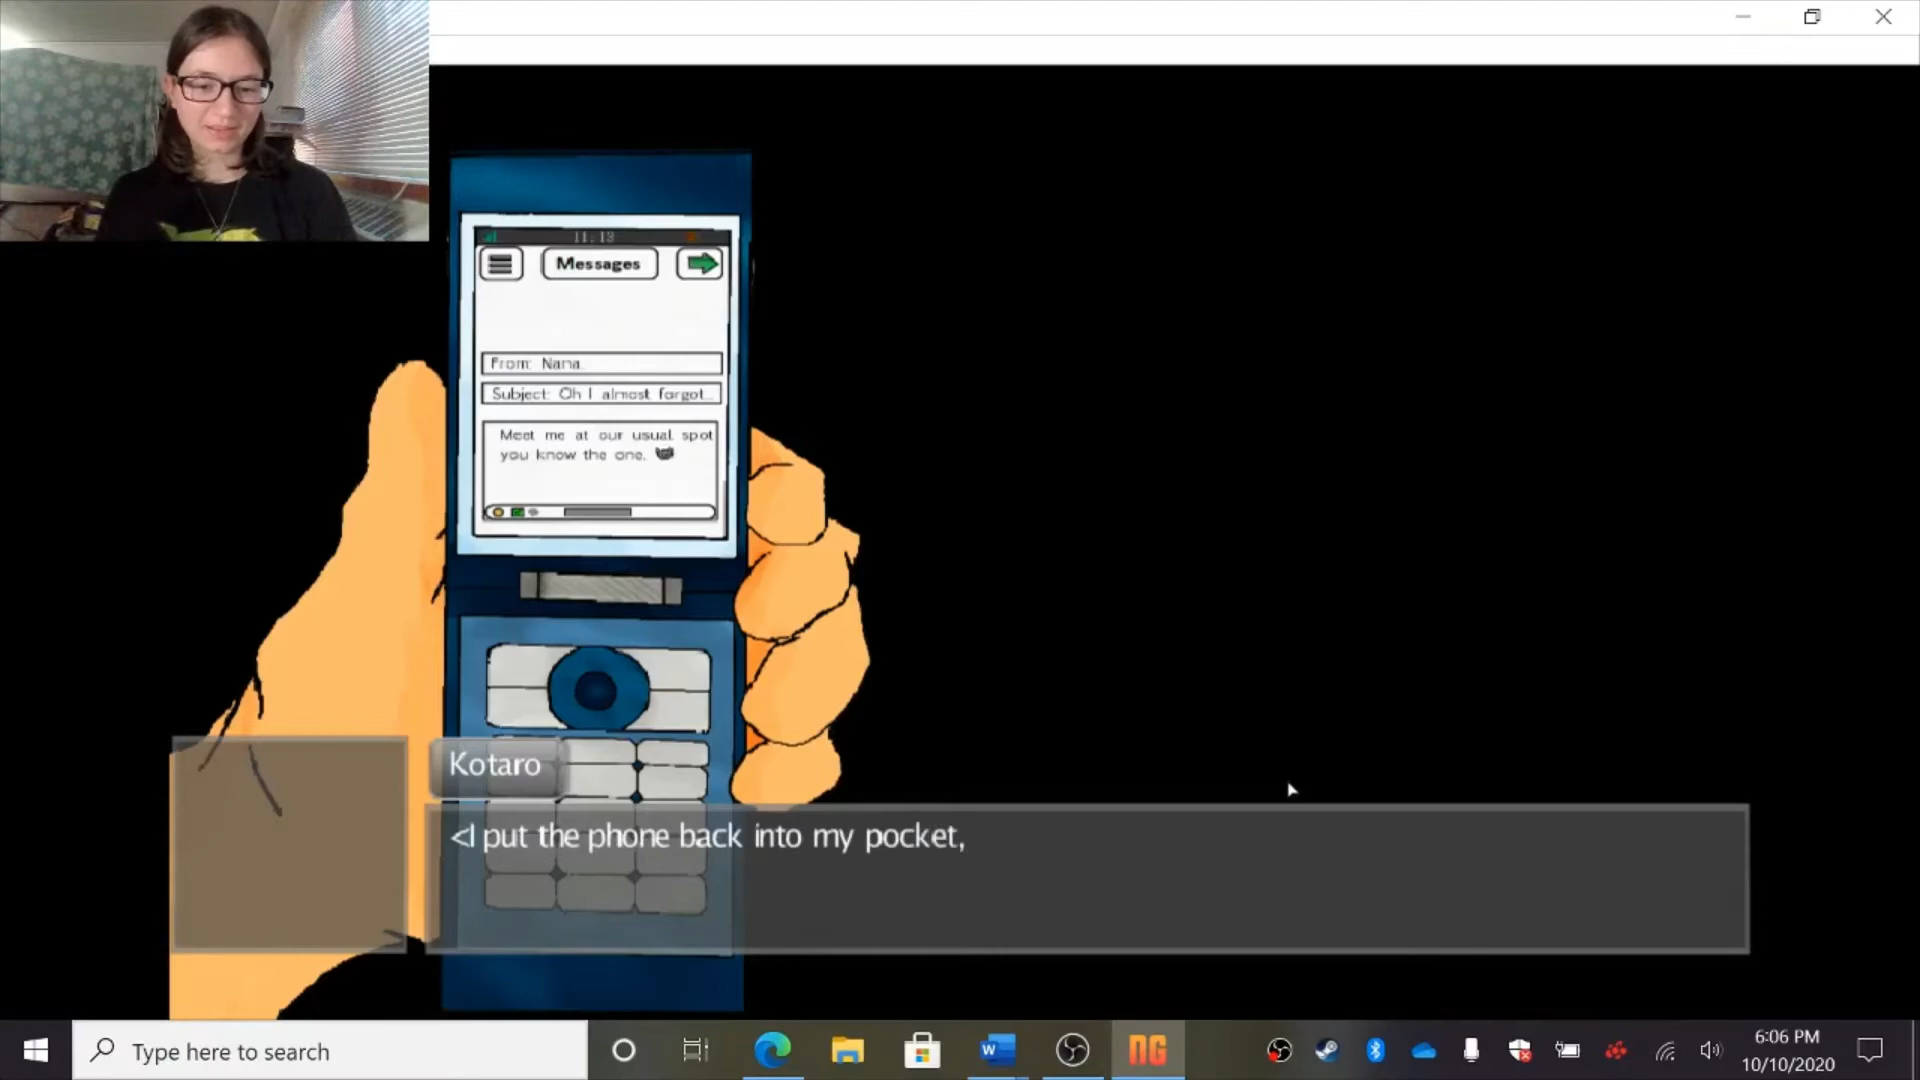 11:13
Messages
From: Nana.
Subject: Oh I almost forgot...
Meet me at our usual spot
you know the one.
Kotaro
<I put the phone back into my pocket,
Type here to search
W
NG
6:06 PM
10/10/2020